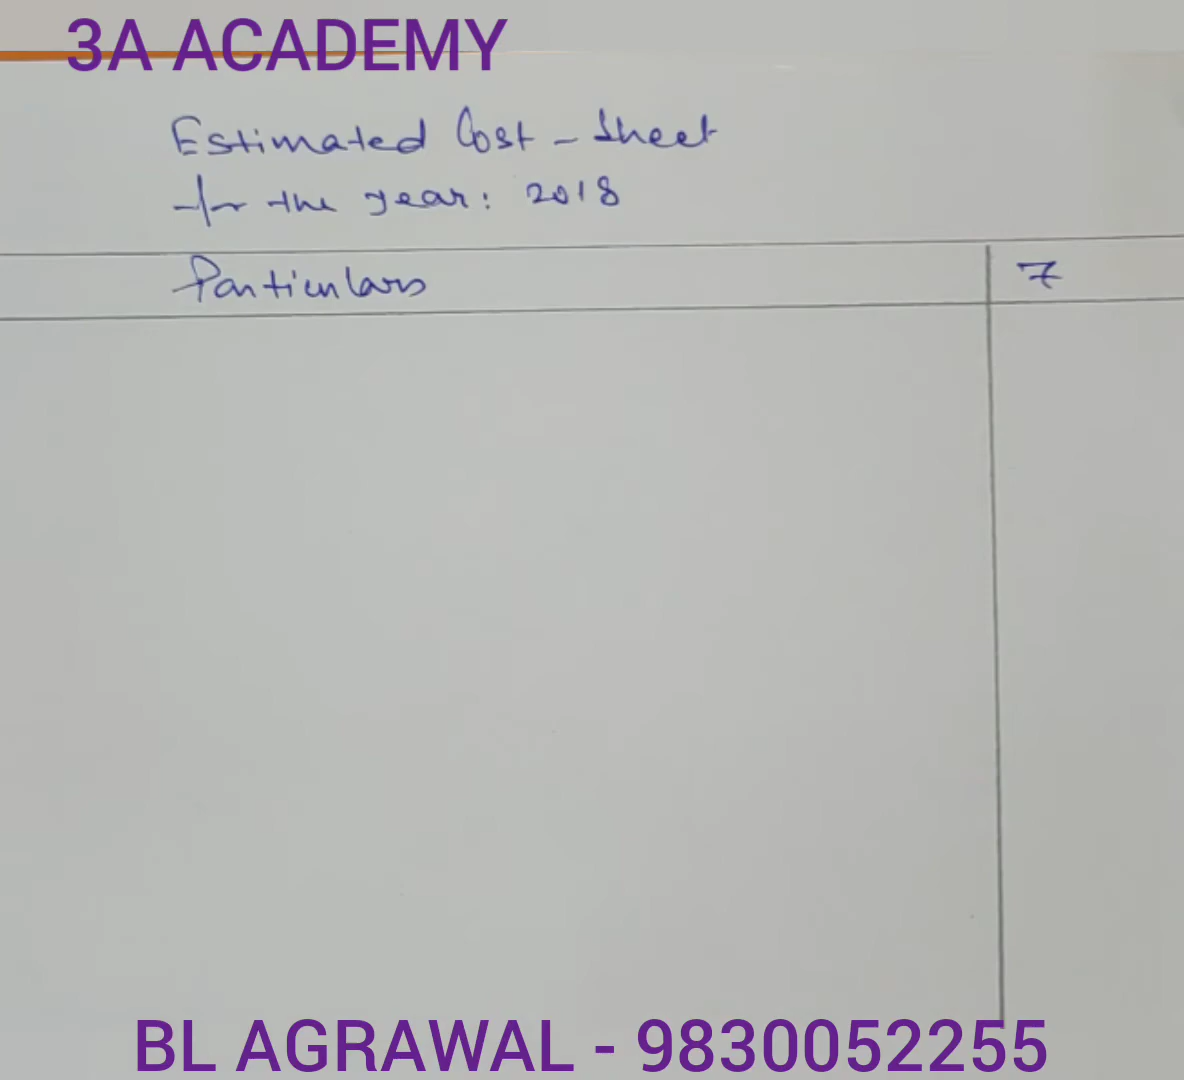 3A ACADEMY
Estimated Cost - Sheet
for the year: 2018
Particulars ₹
BL AGRAWAL - 9830052255